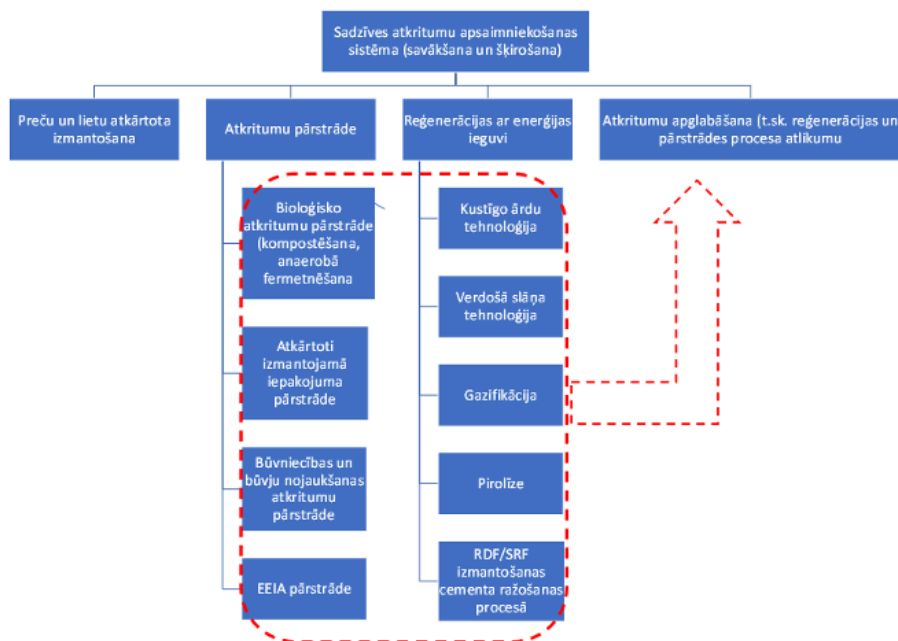 Sadzīves atkritumu apsaimniekošanas
sistēma (savākšana un šķirošana)
Preču un lietu atkārtota
izmantošana
Atkritumu pārstrāde
Reģenerācijas ar enerģijas
ieguvi
Atkritumu apglabāšana (t.sk. reģenerācijas un
pārstrādes procesa atlikumu
Bioloģisko
atkritumu pārstrāde
(kompostēšana,
anaerobā
fermetnēšana
Atkārtoti
izmantojamā
iepakojuma
pārstrāde
Būvniecības un
būvju nojaukšanas
atkritumu
pārstrāde
EEIA pārstrāde
Kustīgo ārdu
tehnoloģija
Verdošā slāņa
tehnoloģija
Gazifikācija
Pirolīze
RDF/SRF
izmantošanas
cementa ražošanas
procesā